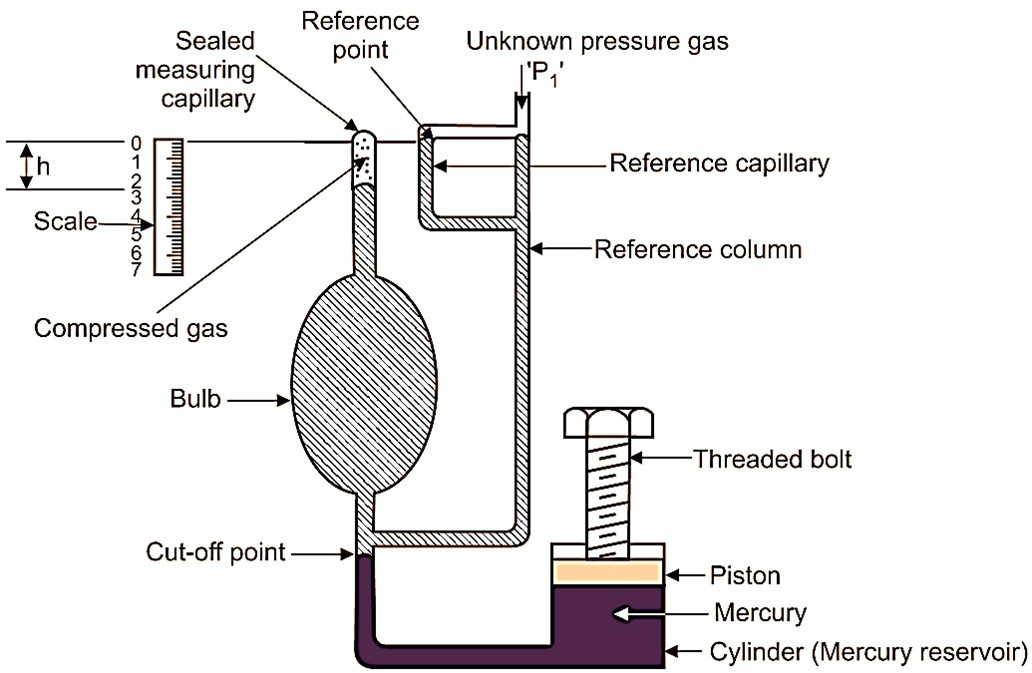 Reference
point
Sealed
measuring
capillary
Unknown pressure gas
'P₁'
h
0
1
2
3
4
5
6
7
Scale
Reference capillary
Reference column
Compressed gas
Bulb
Threaded bolt
Cut-off point
Piston
Mercury
Cylinder (Mercury reservoir)